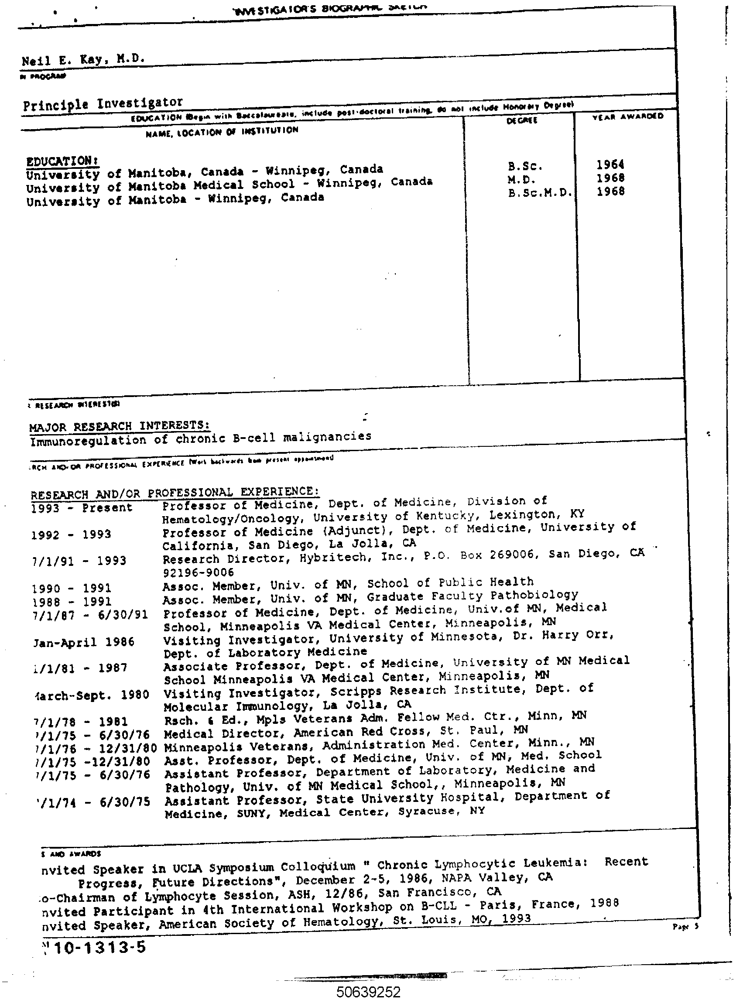 INVESTIGATOR'S BIOGRAPHIC SKETCH
Neil E. Kay, M.D.
IN PROGRAM
Principle Investigator
EDUCATION (Begin with Baccalaureate, include post-doctoral training, do not include Honorary Degree)
NAME, LOCATION OF INSTITUTION DEGREE YEAR AWARDED
EDUCATION:
University of Manitoba, Canada - Winnipeg, Canada B.Sc. 1964
University of Manitoba Medical School - Winnipeg, Canada M.D. 1968
University of Manitoba - Winnipeg, Canada B.Sc.M.D. 1968
RESEARCH INTEREST(S)
MAJOR RESEARCH INTERESTS:
Immunoregulation of chronic B-cell malignancies
RCH AND/OR PROFESSIONAL EXPERIENCE (Work backwards from present appointment)
RESEARCH AND/OR PROFESSIONAL EXPERIENCE:
1993 - Present Professor of Medicine, Dept. of Medicine, Division of
Hematology/Oncology, University of Kentucky, Lexington, KY
1992 - 1993 Professor of Medicine (Adjunct), Dept. of Medicine, University of
California, San Diego, La Jolla, CA
7/1/91 - 1993 Research Director, Hybritech, Inc., P.O. Box 269006, San Diego, CA
92196-9006
1990 - 1991 Assoc. Member, Univ. of MN, School of Public Health
1988 - 1991 Assoc. Member, Univ. of MN, Graduate Faculty Pathobiology
7/1/87 - 6/30/91 Professor of Medicine, Dept. of Medicine, Univ.of MN, Medical
School, Minneapolis VA Medical Center, Minneapolis, MN
Jan-April 1986 Visiting Investigator, University of Minnesota, Dr. Harry Orr,
Dept. of Laboratory Medicine
1/1/81 - 1987 Associate Professor, Dept. of Medicine, University of MN Medical
School Minneapolis VA Medical Center, Minneapolis, MN
March-Sept. 1980 Visiting Investigator, Scripps Research Institute, Dept. of
Molecular Immunology, La Jolla, CA
7/1/78 - 1981 Rsch. & Ed., Mpls Veterans Adm. Fellow Med. Ctr., Minn, MN
7/1/75 - 6/30/76 Medical Director, American Red Cross, St. Paul, MN
7/1/76 - 12/31/80 Minneapolis Veterans, Administration Med. Center, Minn., MN
7/1/75 -12/31/80 Asst. Professor, Dept. of Medicine, Univ. of MN, Med. School
7/1/75 - 6/30/76 Assistant Professor, Department of Laboratory, Medicine and
Pathology, Univ. of MN Medical School,, Minneapolis, MN
'/1/74 - 6/30/75 Assistant Professor, State University Hospital, Department of
Medicine, SUNY, Medical Center, Syracuse, NY
S AND AWARDS
nvited Speaker in UCLA Symposium Colloquium " Chronic Lymphocytic Leukemia: Recent
Progress, Future Directions", December 2-5, 1986, NAPA Valley, CA
o-Chairman of Lymphocyte Session, ASH, 12/86, San Francisco, CA
nvited Participant in 4th International Workshop on B-CLL - Paris, France, 1988
nvited Speaker, American Society of Hematology, St. Louis, MO, 1993
Page 5
10-1313-5
50639252